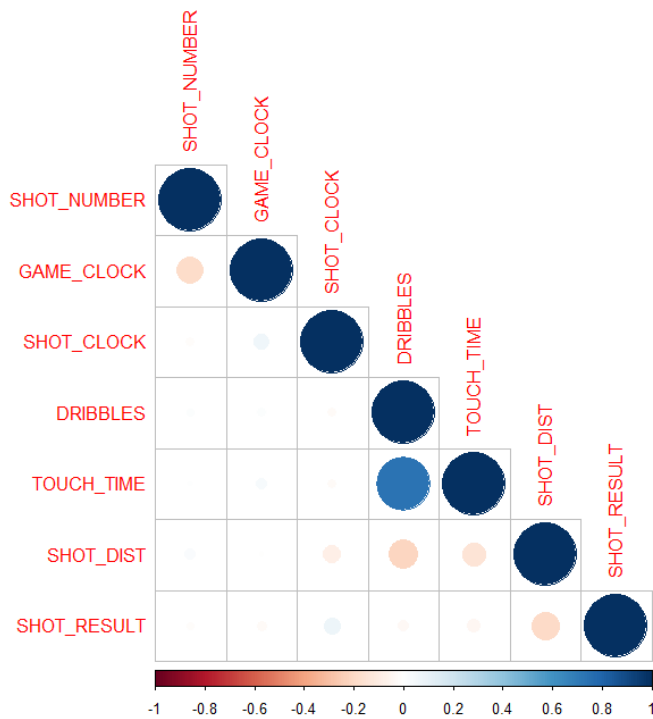 SHOT_NUMBER
GAME_CLOCK
SHOT_CLOCK
DRIBBLES
TOUCH_TIME
SHOT_DIST
SHOT_RESULT
SHOT_NUMBER
GAME_CLOCK
SHOT_CLOCK
DRIBBLES
TOUCH_TIME
SHOT_DIST
SHOT_RESULT
-1 -0.8 -0.6 -0.4 -0.2 0 0.2 0.4 0.6 0.8 1